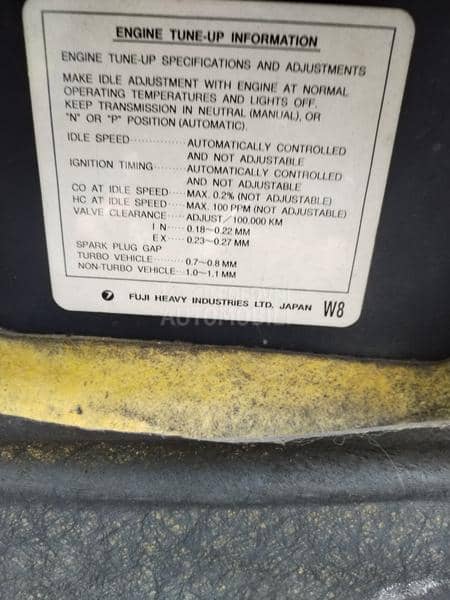 ENGINE TUNE-UP INFORMATION
ENGINE TUNE-UP SPECIFICATIONS AND ADJUSTMENTS
MAKE IDLE ADJUSTMENT WITH ENGINE AT NORMAL
OPERATING TEMPERATURES AND LIGHTS OFF.
KEEP TRANSMISSION IN NEUTRAL (MANUAL), OR
"N" OR "P" POSITION (AUTOMATIC).
IDLE SPEED ··············· AUTOMATICALLY CONTROLLED
AND NOT ADJUSTABLE
IGNITION TIMING ········· AUTOMATICALLY CONTROLLED
AND NOT ADJUSTABLE
CO AT IDLE SPEED ······ MAX. 0.2% (NOT ADJUSTABLE)
HC AT IDLE SPEED ······ MAX. 100 PPM (NOT ADJUSTABLE)
VALVE CLEARANCE ······ ADJUST/100.000 KM
IN ········ 0.18~0.22 MM
EX ········ 0.23~0.27 MM
SPARK PLUG GAP
TURBO VEHICLE ············ 0.7~0.8 MM
NON-TURBO VEHICLE ··· 1.0~1.1 MM
7 FUJI HEAVY INDUSTRIES LTD. JAPAN W8
AUTOMOBILI